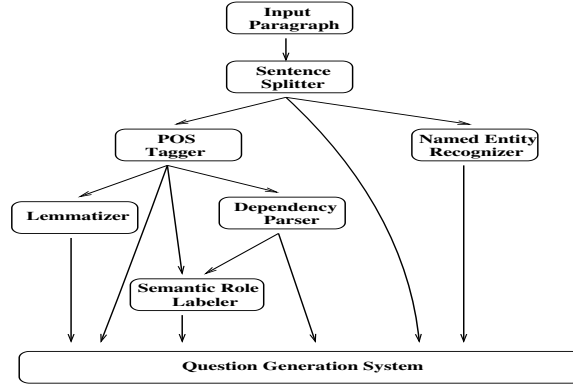 Input
Paragraph
Sentence
Splitter
POS
Tagger
Named Entity
Recognizer
Lemmatizer
Dependency
Parser
Semantic Role
Labeler
Question Generation System